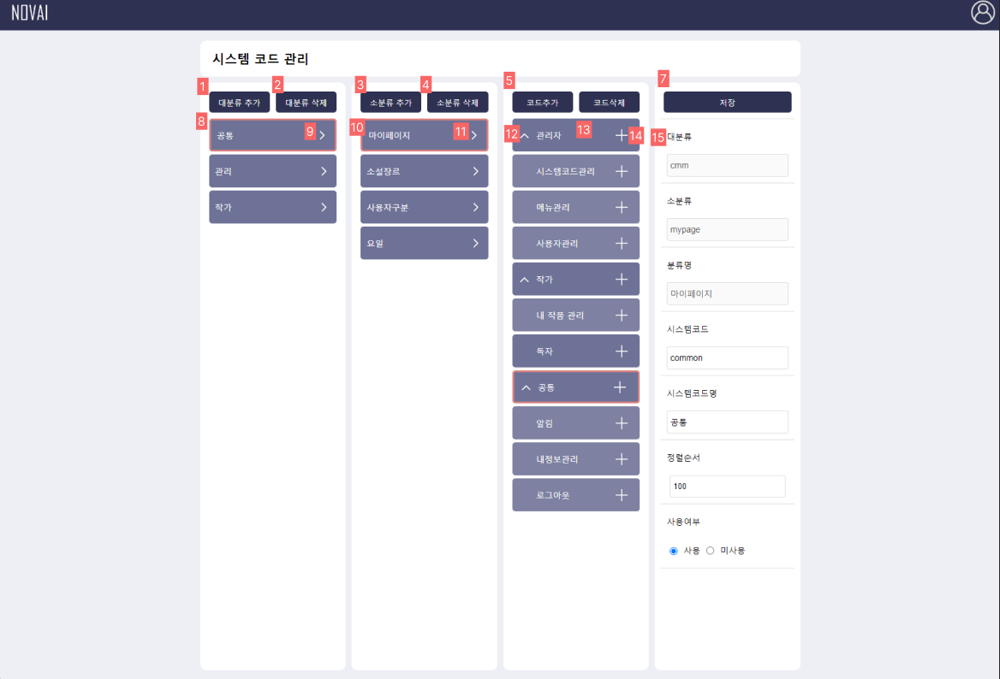 NOVAI
시스템 코드 관리
1
2
대분류 추가
대분류 삭제
8
공통
9
관리
작가
3
4
소분류 추가
소분류 삭제
10
마이페이지
11
소설장르
사용자구분
요일
5
코드추가
코드삭제
12
관리자
13
14
시스템코드관리
메뉴관리
사용자관리
작가
내 작품 관리
독자
공통
알림
내정보관리
로그아웃
7
저장
15
대분류
cmm
소분류
mypage
분류명
마이페이지
시스템코드
common
시스템코드명
공통
정렬순서
100
사용여부
사용 미사용